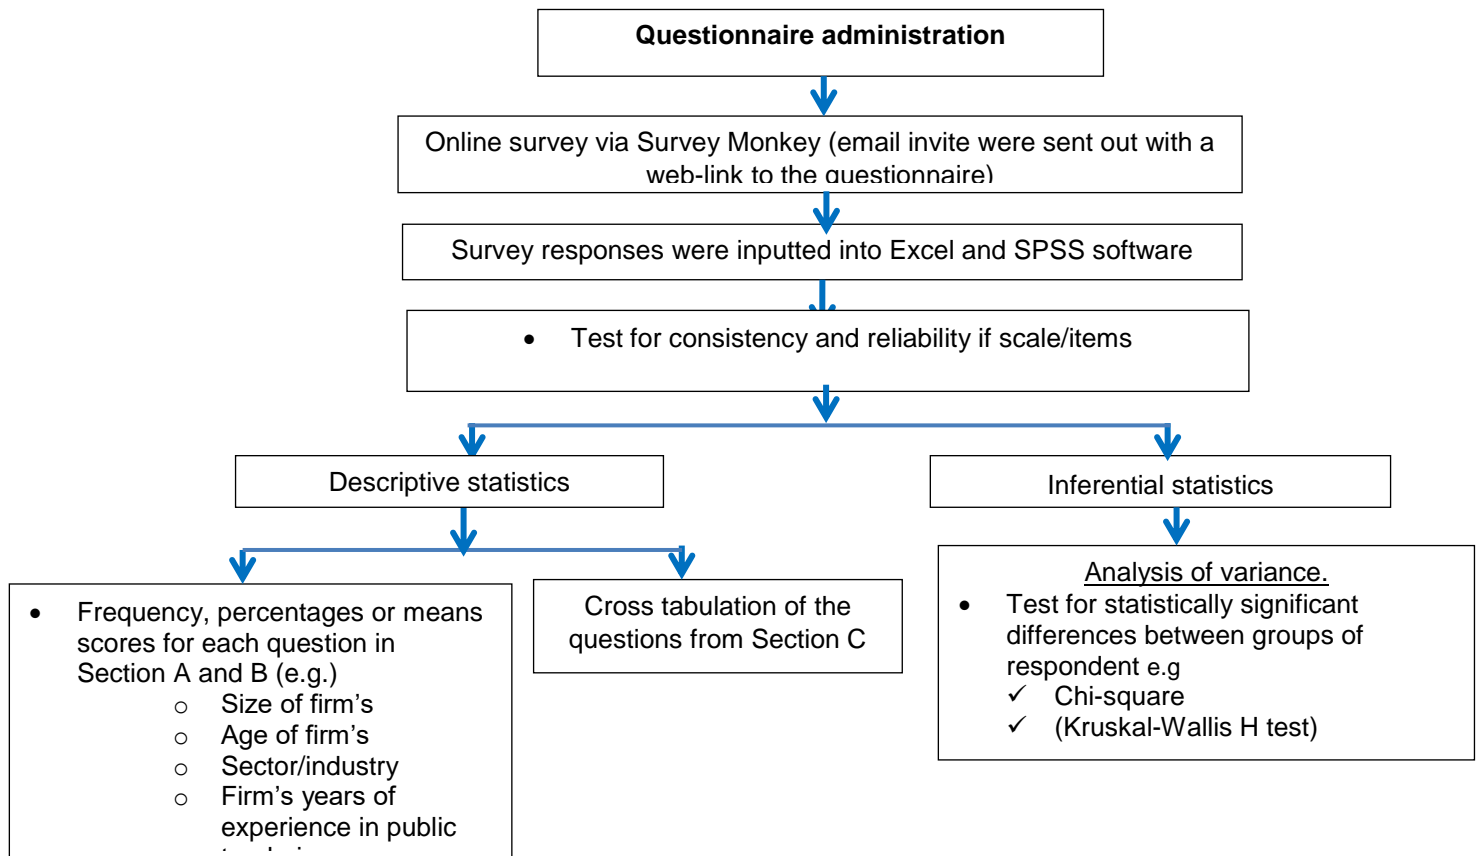 Questionnaire administration
Online survey via Survey Monkey (email invite were sent out with a
web-link to the questionnaire)
Survey responses were inputted into Excel and SPSS software
• Test for consistency and reliability if scale/items
Descriptive statistics
Inferential statistics
• Frequency, percentages or means
scores for each question in
Section A and B (e.g.)
o Size of firm’s
o Age of firm’s
o Sector/industry
o Firm’s years of
experience in public
Cross tabulation of the
questions from Section C
Analysis of variance.
• Test for statistically significant
differences between groups of
respondent e.g
✓ Chi-square
✓ (Kruskal-Wallis H test)